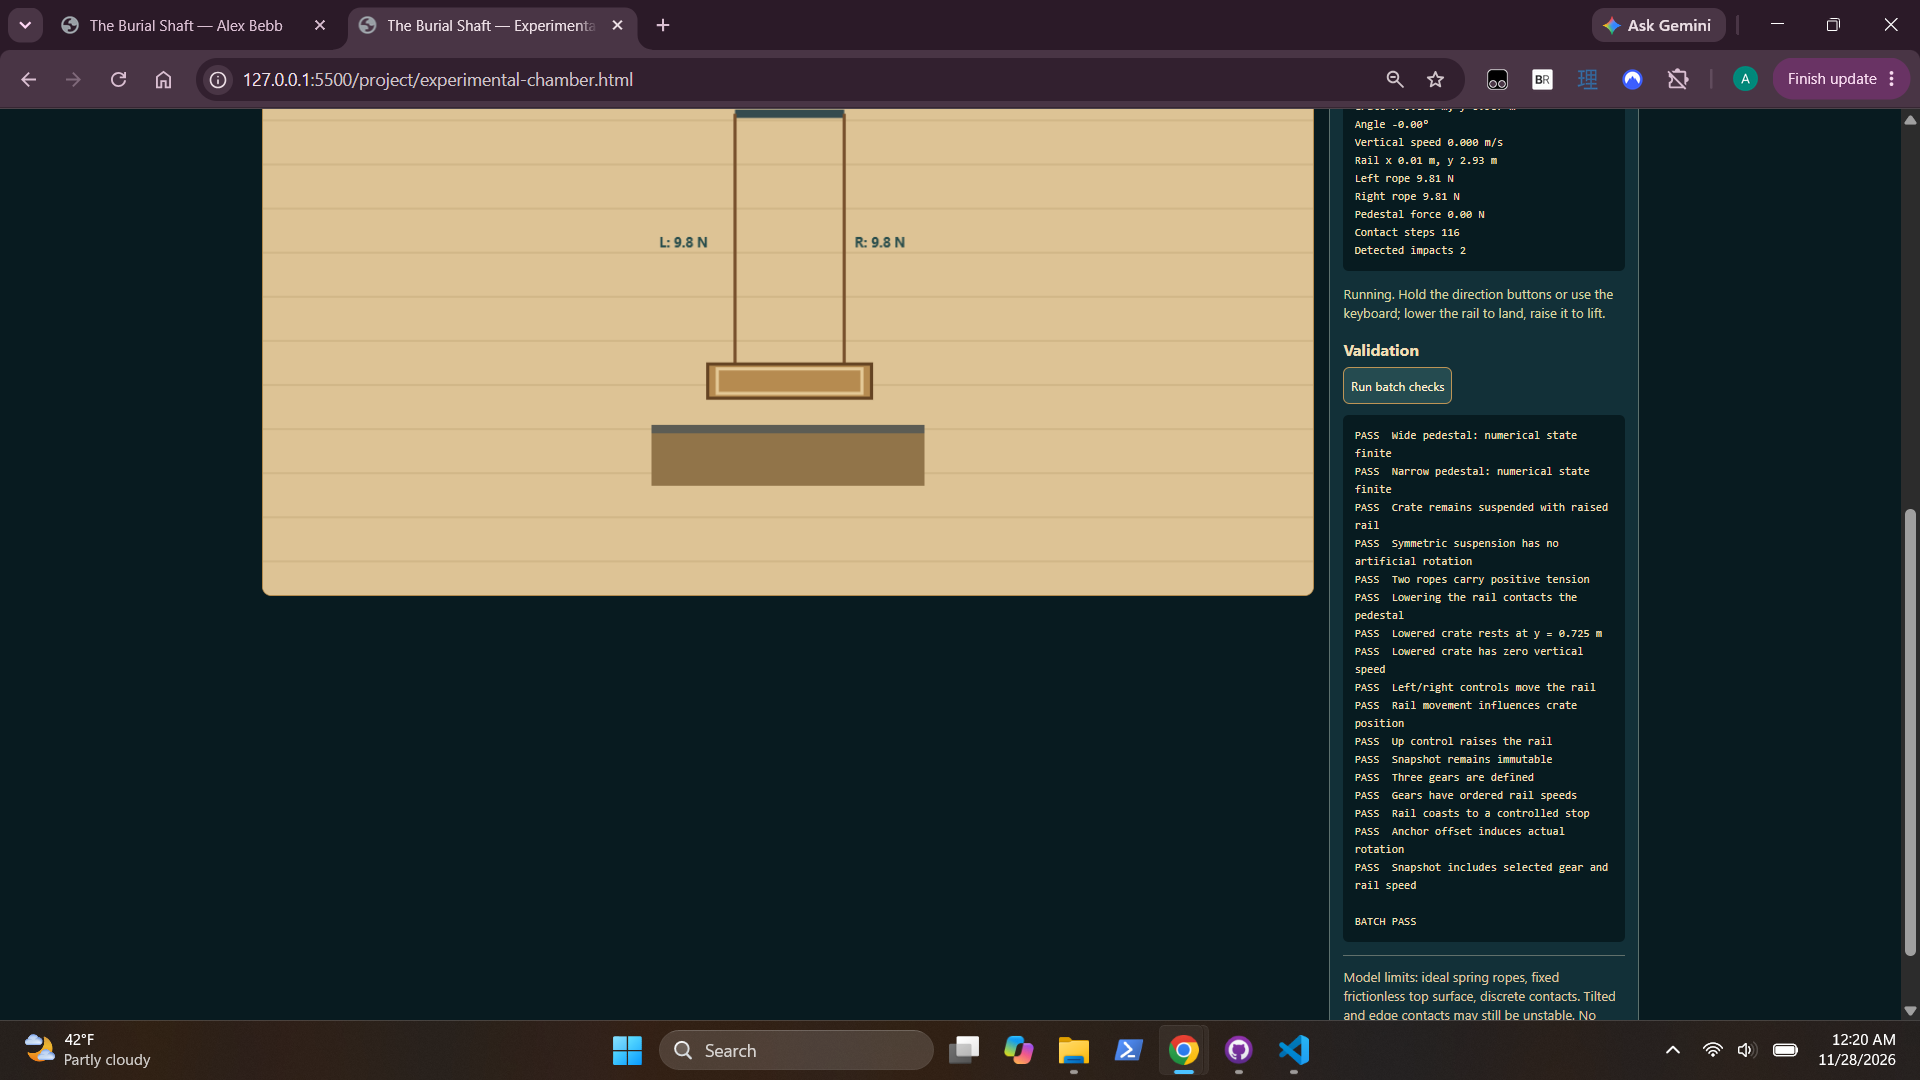 The Burial Shaft — Alex Bebb
The Burial Shaft — Experimenta
Ask Gemini
127.0.0.1:5500/project/experimental-chamber.html
BR
A
Finish update
L: 9.8 N
R: 9.8 N
Angle -0.00°
Vertical speed 0.000 m/s
Rail x 0.01 m, y 2.93 m
Left rope 9.81 N
Right rope 9.81 N
Pedestal force 0.00 N
Contact steps 116
Detected impacts 2
Running. Hold the direction buttons or use the
keyboard; lower the rail to land, raise it to lift.
Validation
Run batch checks
PASS  Wide pedestal: numerical state
finite
PASS  Narrow pedestal: numerical state
finite
PASS  Crate remains suspended with raised
rail
PASS  Symmetric suspension has no
artificial rotation
PASS  Two ropes carry positive tension
PASS  Lowering the rail contacts the
pedestal
PASS  Lowered crate rests at y = 0.725 m
PASS  Lowered crate has zero vertical
speed
PASS  Left/right controls move the rail
PASS  Rail movement influences crate
position
PASS  Up control raises the rail
PASS  Snapshot remains immutable
PASS  Three gears are defined
PASS  Gears have ordered rail speeds
PASS  Rail coasts to a controlled stop
PASS  Anchor offset induces actual
rotation
PASS  Snapshot includes selected gear and
rail speed
BATCH PASS
Model limits: ideal spring ropes, fixed
frictionless top surface, discrete contacts. Tilted
and edge contacts may still be unstable. No
42°F
Partly cloudy
Search
12:20 AM
11/28/2026